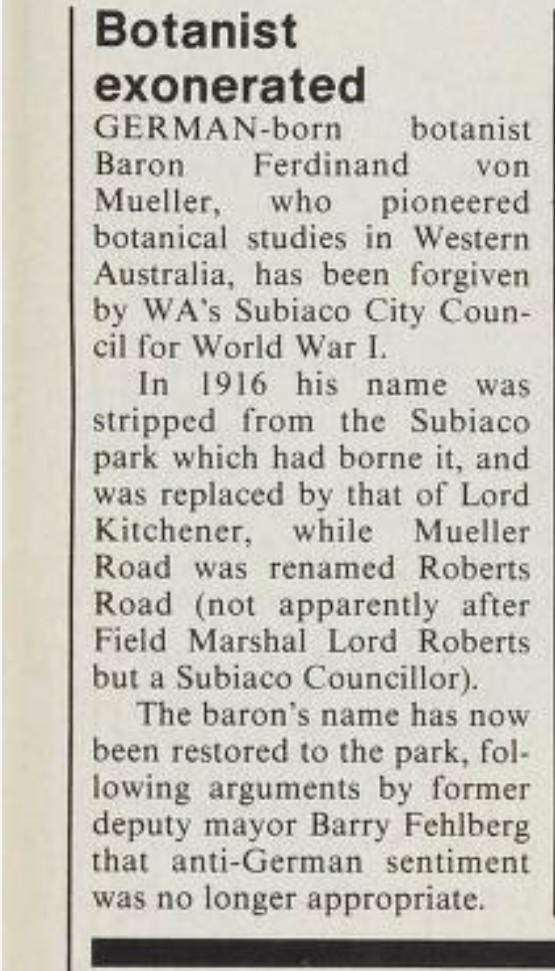 Botanist
exonerated
GERMAN-born botanist
Baron Ferdinand von
Mueller, who pioneered
botanical studies in Western
Australia, has been forgiven
by WA's Subiaco City Coun-
cil for World War I.
In 1916 his name was
stripped from the Subiaco
park which had borne it, and
was replaced by that of Lord
Kitchener, while Mueller
Road was renamed Roberts
Road (not apparently after
Field Marshal Lord Roberts
but a Subiaco Councillor).
The baron's name has now
been restored to the park, fol-
lowing arguments by former
deputy mayor Barry Fehlberg
that anti-German sentiment
was no longer appropriate.